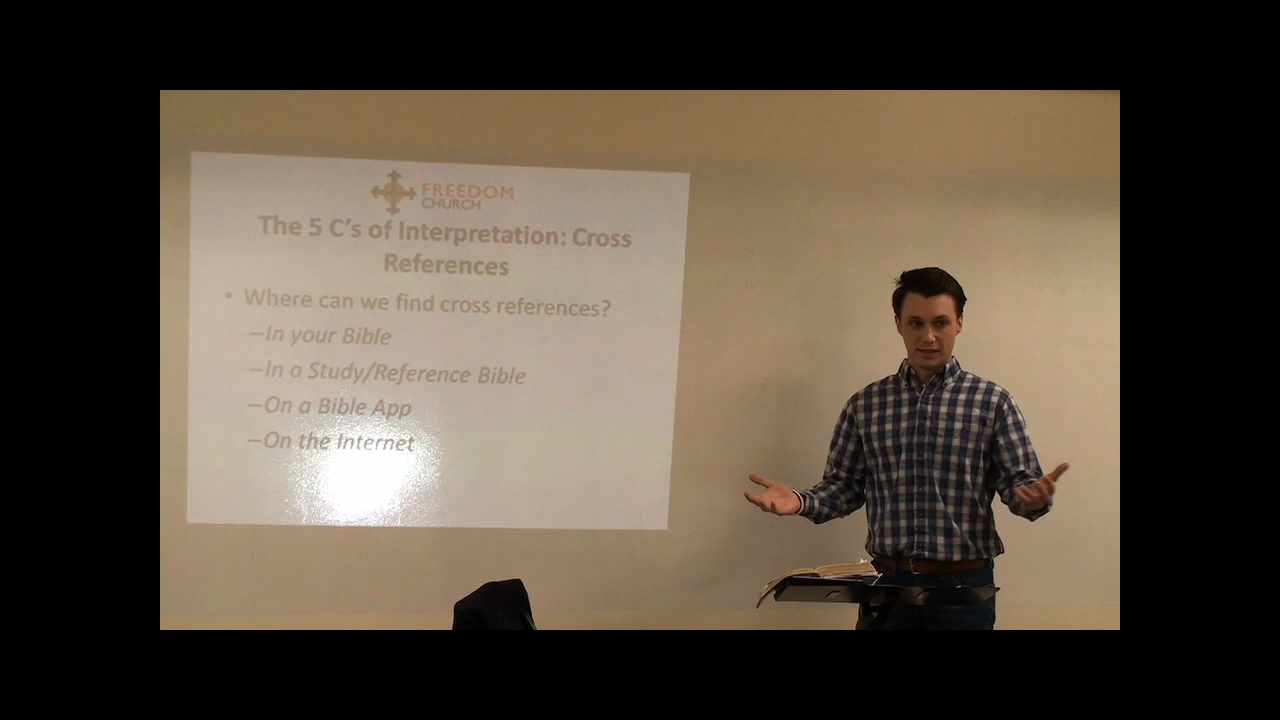 FREEDOM
CHURCH
The 5 C's of Interpretation: Cross
References
• Where can we find cross references?
–In your Bible
–In a Study/Reference Bible
–On a Bible App
–On the Internet